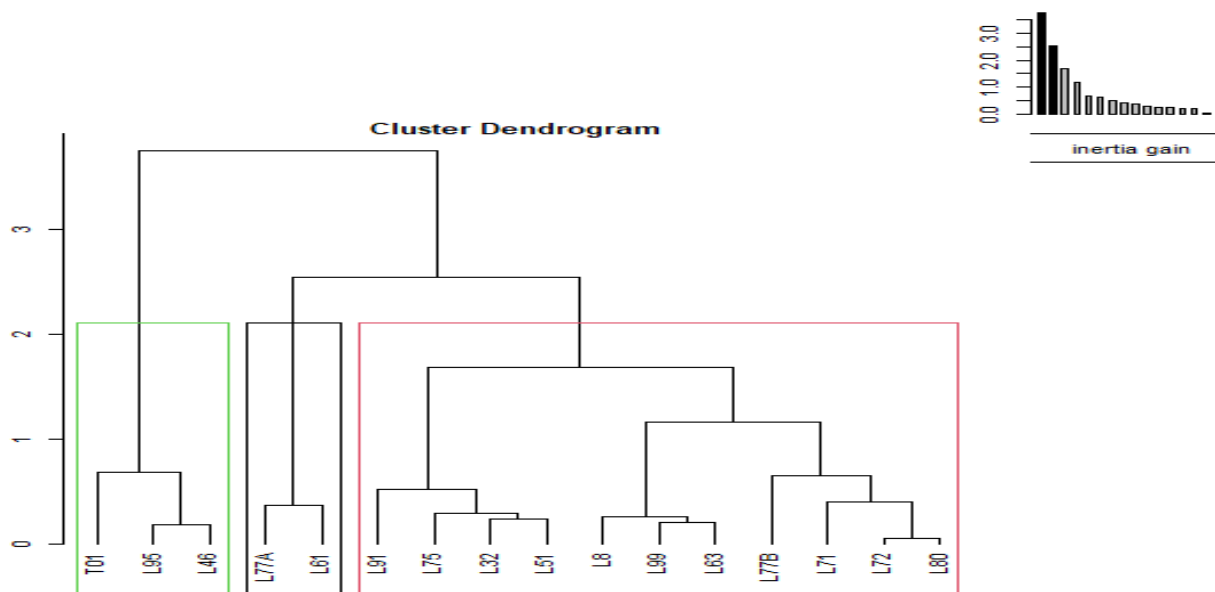 3.0
2.0
1.0
0.0
inertia gain
Cluster Dendrogram
3
2
1
0
T01
L95
L46
L77A
L61
L91
L75
L32
L51
L8
L99
L63
L77B
L71
L72
L80